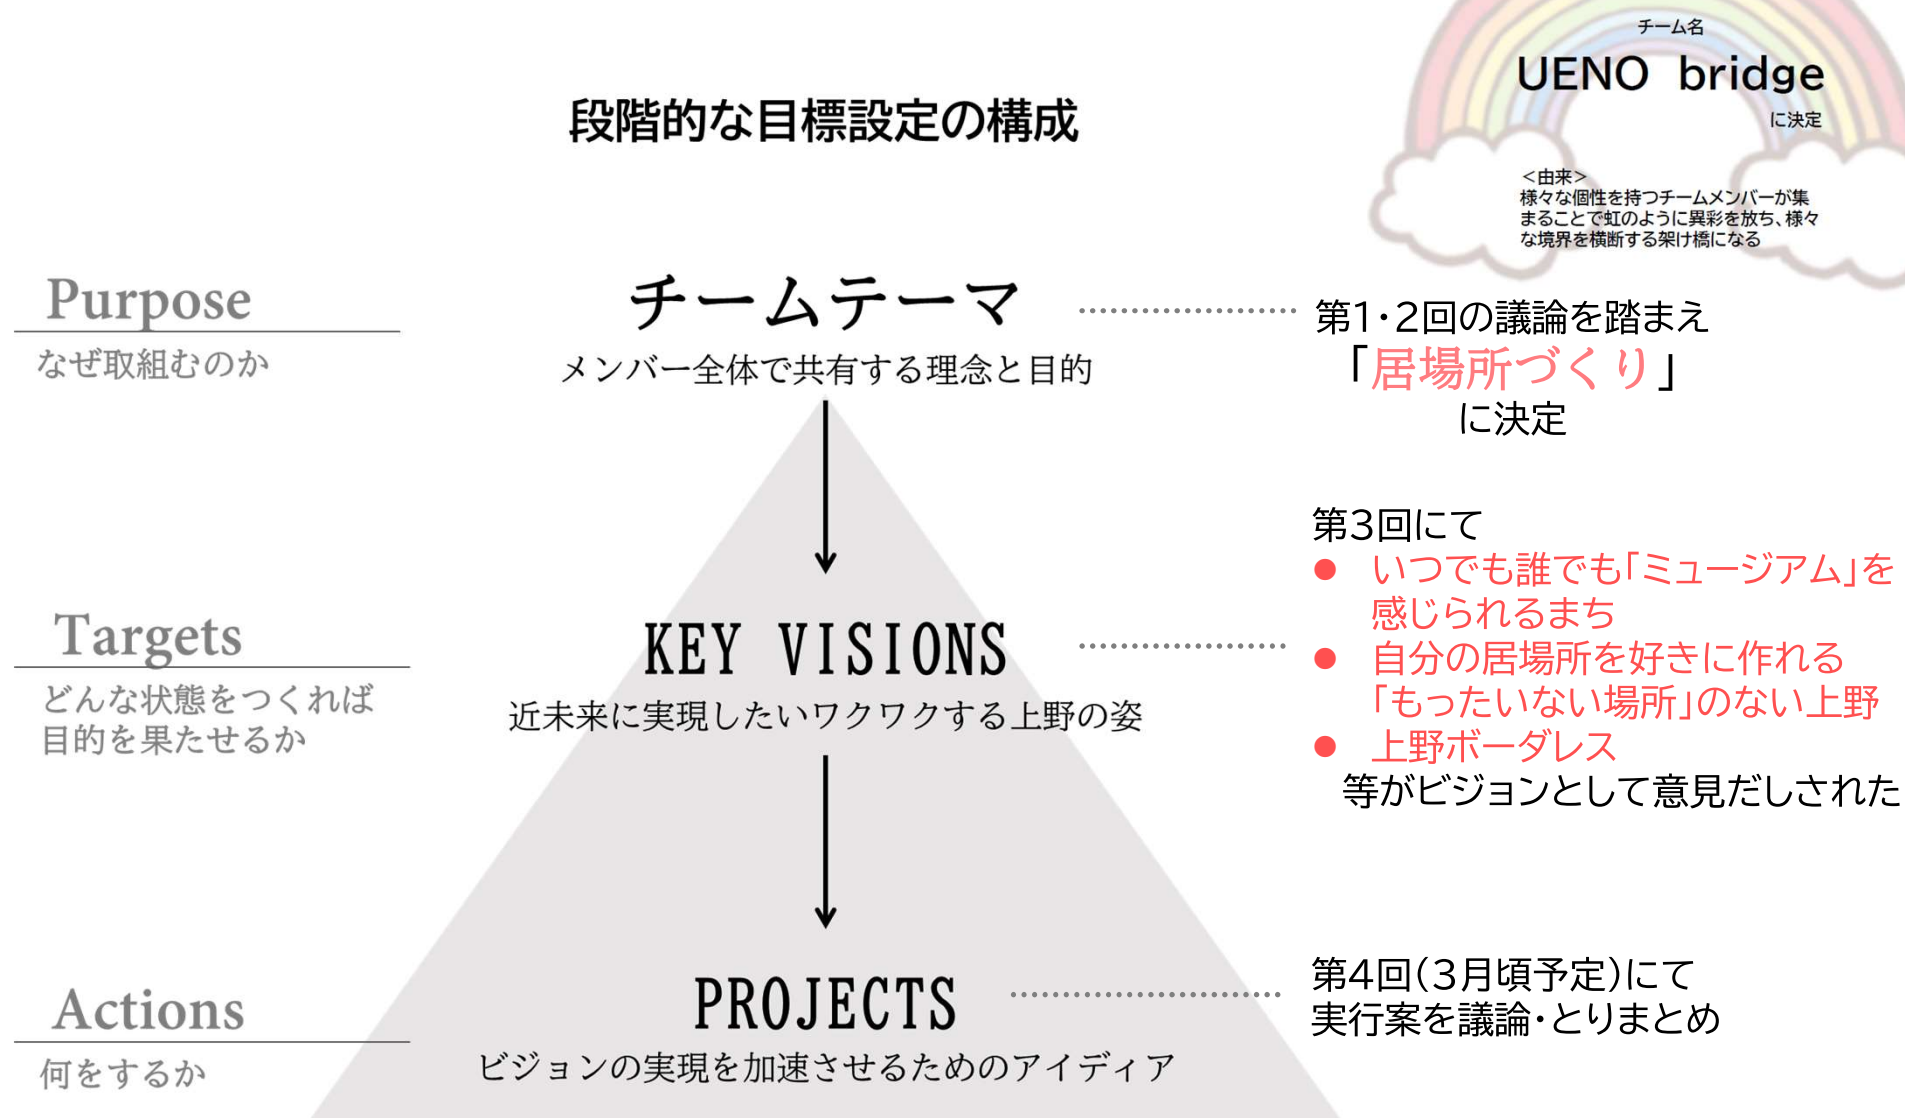 チーム名
UENO bridge
に決定
＜由来＞
様々な個性を持つチームメンバーが集
まることで虹のように異彩を放ち、様々
な境界を横断する架け橋になる
段階的な目標設定の構成
Purpose
なぜ取組むのか
チームテーマ
メンバー全体で共有する理念と目的
第1・2回の議論を踏まえ
「居場所づくり」
に決定
Targets
どんな状態をつくれば
目的を果たせるか
KEY VISIONS
近未来に実現したいワクワクする上野の姿
第3回にて
● いつでも誰でも「ミュージアム」を
感じられるまち
● 自分の居場所を好きに作れる
「もったいない場所」のない上野
● 上野ボーダレス
等がビジョンとして意見だしされた
Actions
何をするか
PROJECTS
ビジョンの実現を加速させるためのアイディア
第4回(3月頃予定)にて
実行案を議論・とりまとめ